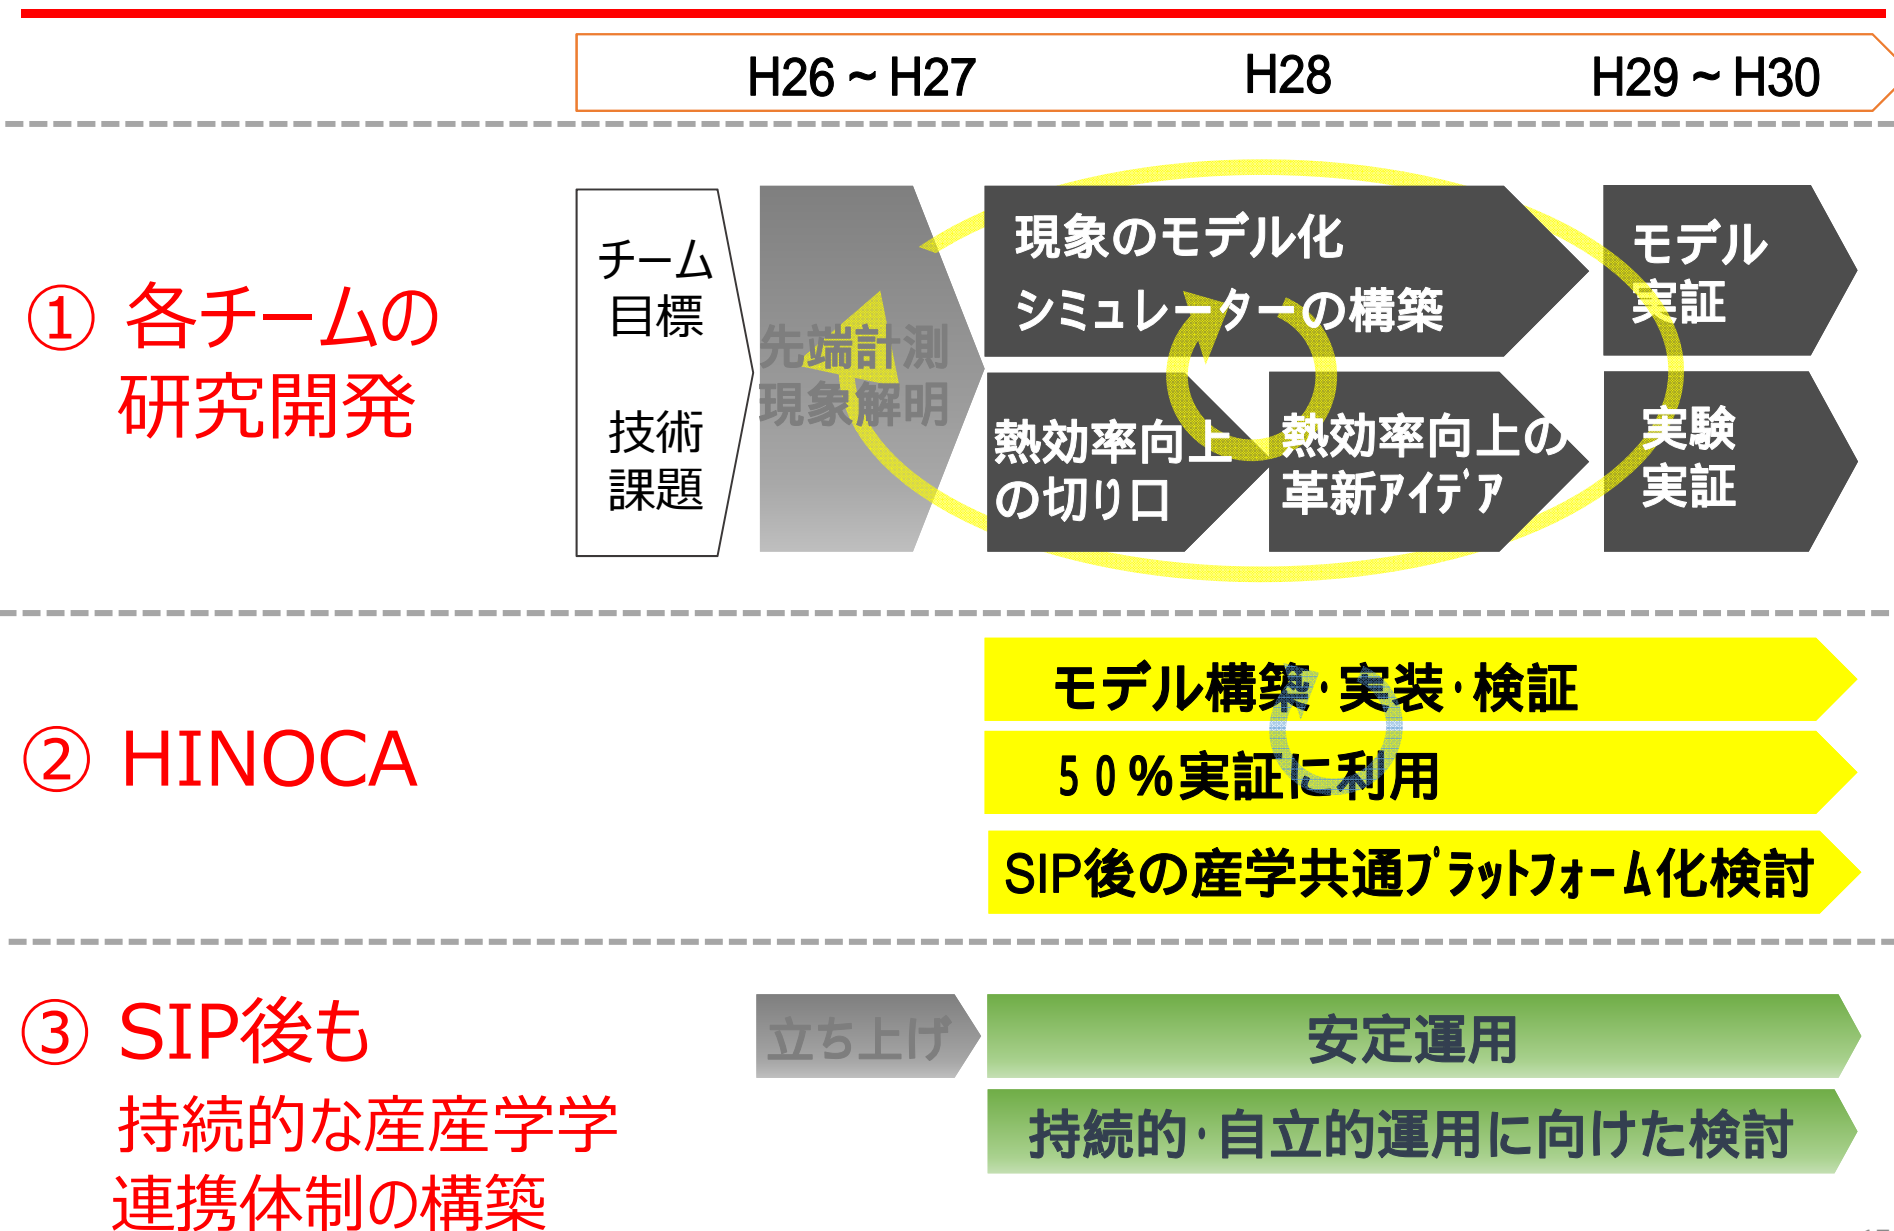 H26 ~ H27
H28
H29 ~ H30
① 各チームの
研究開発
チーム
目標
技術
課題
先端計測
現象解明
現象のモデル化
シミュレーターの構築
熱効率向上
の切り口
熱効率向上の
革新ｱｲﾃﾞｱ
モデル
実証
実験
実証
② HINOCA
モデル構築・実装・検証
５０％実証に利用
SIP後の産学共通ﾌﾟﾗｯﾄﾌｫｰﾑ化検討
③ SIP後も
持続的な産産学学
連携体制の構築
立ち上げ
安定運用
持続的・自立的運用に向けた検討